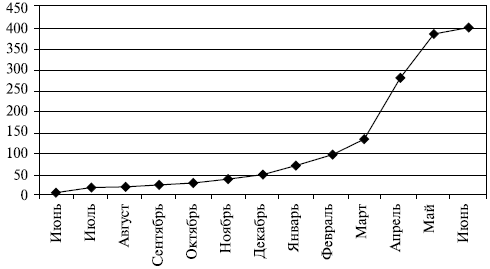 450
400
350
300
250
200
150
100
50
0
Июнь
Июль
Август
Сентябрь
Октябрь
Ноябрь
Декабрь
Январь
Февраль
Март
Апрель
Май
Июнь